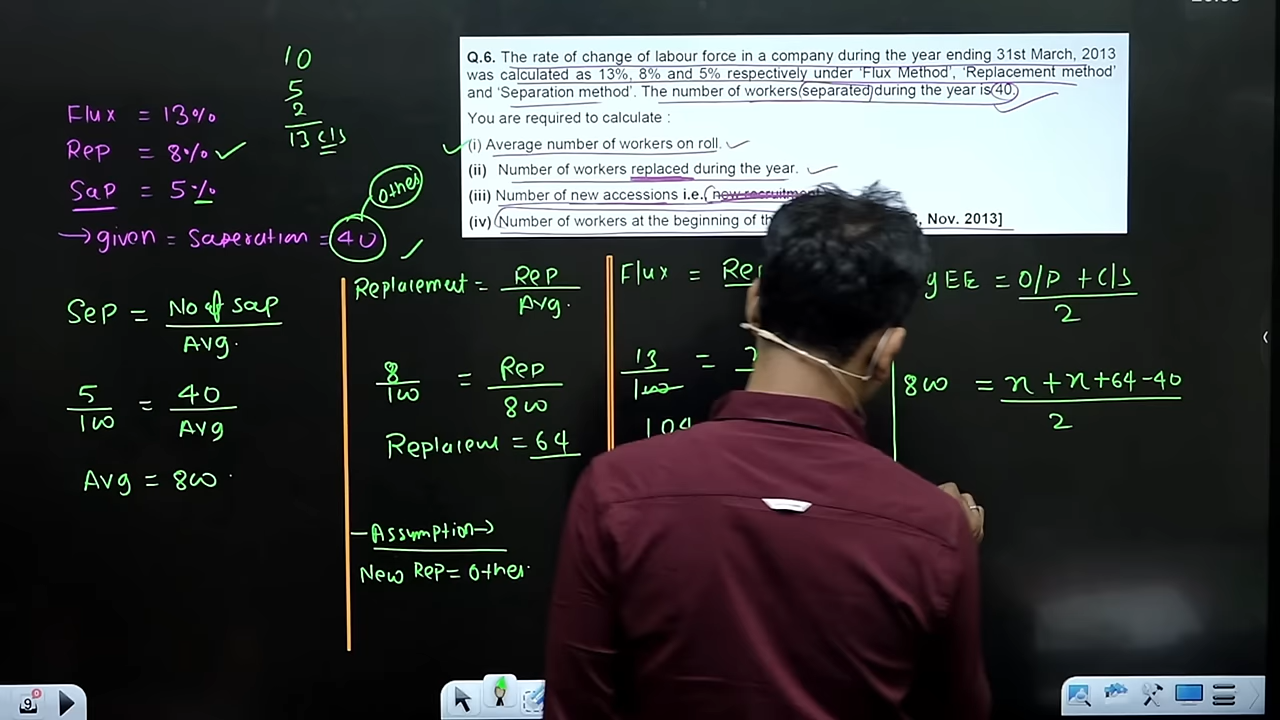 10
5
2
13 C/S
Flux = 13%
Rep = 8%
Sap = 5%
other
→ given = Saperation = 40
Q.6. The rate of change of labour force in a company during the year ending 31st March, 2013
was calculated as 13%, 8% and 5% respectively under 'Flux Method', 'Replacement method'
and 'Separation method'. The number of workers separated during the year is 40.
You are required to calculate :
(i) Average number of workers on roll.
(ii) Number of workers replaced during the year.
(iii) Number of new accessions i.e. new
(iv) Number of workers at the beginning of , Nov. 2013]
Sep = No of sap
Avg.
5/100 = 40/Avg
Avg = 800.
Replacement = Rep
Avg.
8/100 = Rep/800
Replacem = 64
-Assumption→
New Rep = other.
Flux =
13/100 =
104
EE = O/P + C/S
2
800 = x + x + 64 - 40
2
9